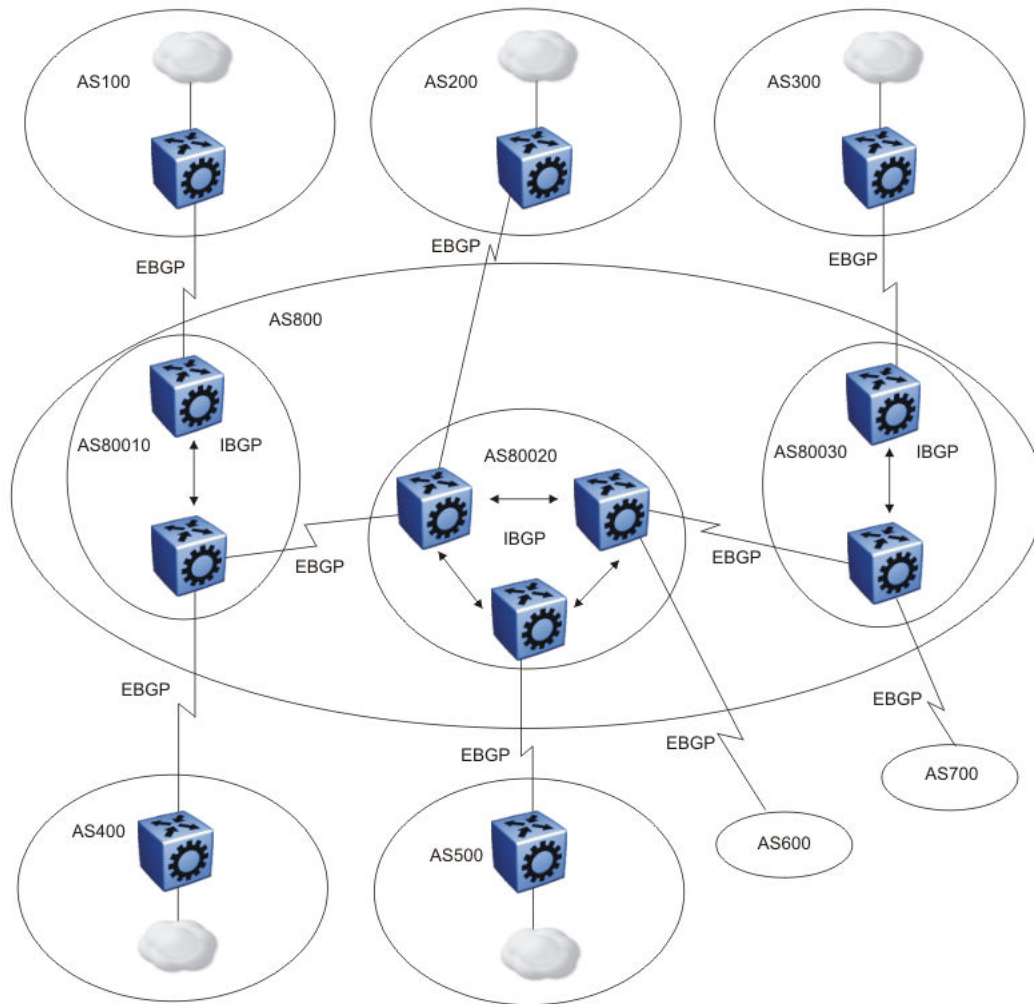 AS100
AS200
AS300
EBGP
EBGP
EBGP
AS800
AS80010
IBGP
AS80020
AS80030
IBGP
IBGP
EBGP
EBGP
EBGP
EBGP
EBGP
EBGP
AS700
AS400
AS500
AS600